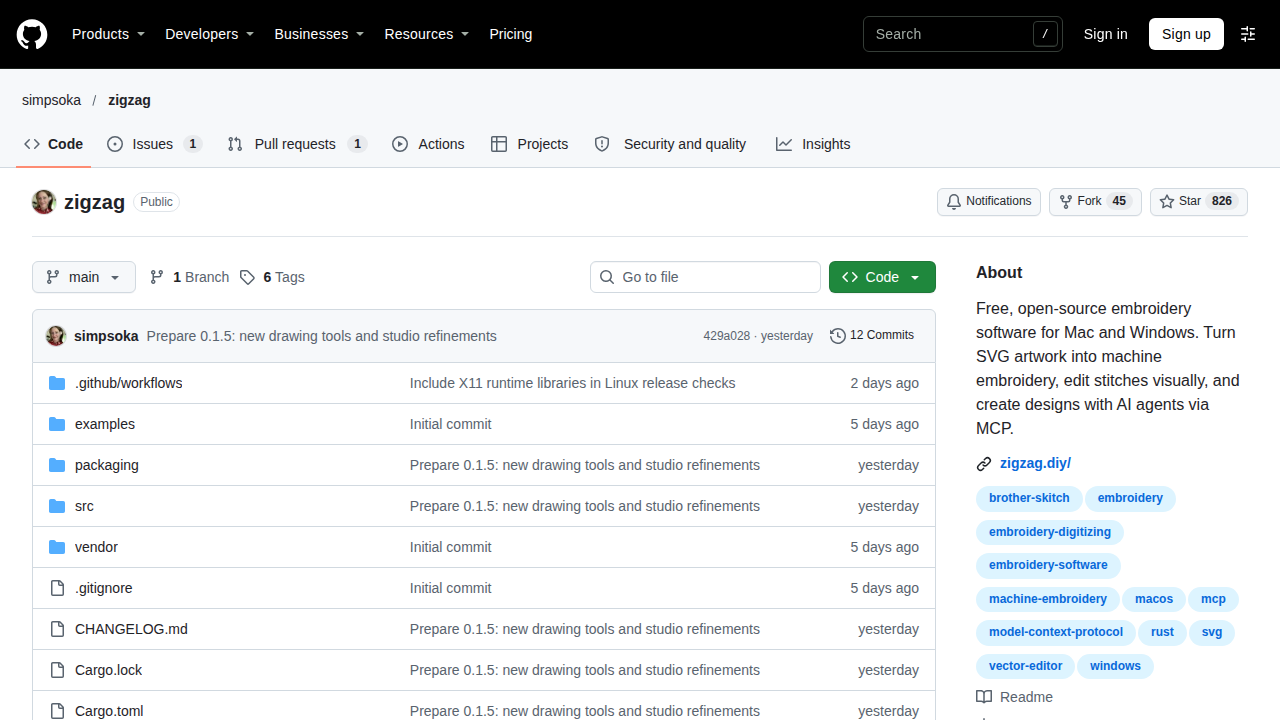 Products Developers Businesses Resources Pricing Search / Sign in Sign up
simpsoka / zigzag
Code Issues 1 Pull requests 1 Actions Projects Security and quality Insights
zigzag Public Notifications Fork 45 Star 826
main 1 Branch 6 Tags Go to file Code
simpsoka Prepare 0.1.5: new drawing tools and studio refinements 429a028 · yesterday 12 Commits
.github/workflows Include X11 runtime libraries in Linux release checks 2 days ago
examples Initial commit 5 days ago
packaging Prepare 0.1.5: new drawing tools and studio refinements yesterday
src Prepare 0.1.5: new drawing tools and studio refinements yesterday
vendor Initial commit 5 days ago
.gitignore Initial commit 5 days ago
CHANGELOG.md Prepare 0.1.5: new drawing tools and studio refinements yesterday
Cargo.lock Prepare 0.1.5: new drawing tools and studio refinements yesterday
Cargo.toml Prepare 0.1.5: new drawing tools and studio refinements yesterday
About
Free, open-source embroidery
software for Mac and Windows. Turn
SVG artwork into machine
embroidery, edit stitches visually, and
create designs with AI agents via
MCP.
zigzag.diy/
brother-skitch embroidery
embroidery-digitizing
embroidery-software
machine-embroidery macos mcp
model-context-protocol rust svg
vector-editor windows
Readme